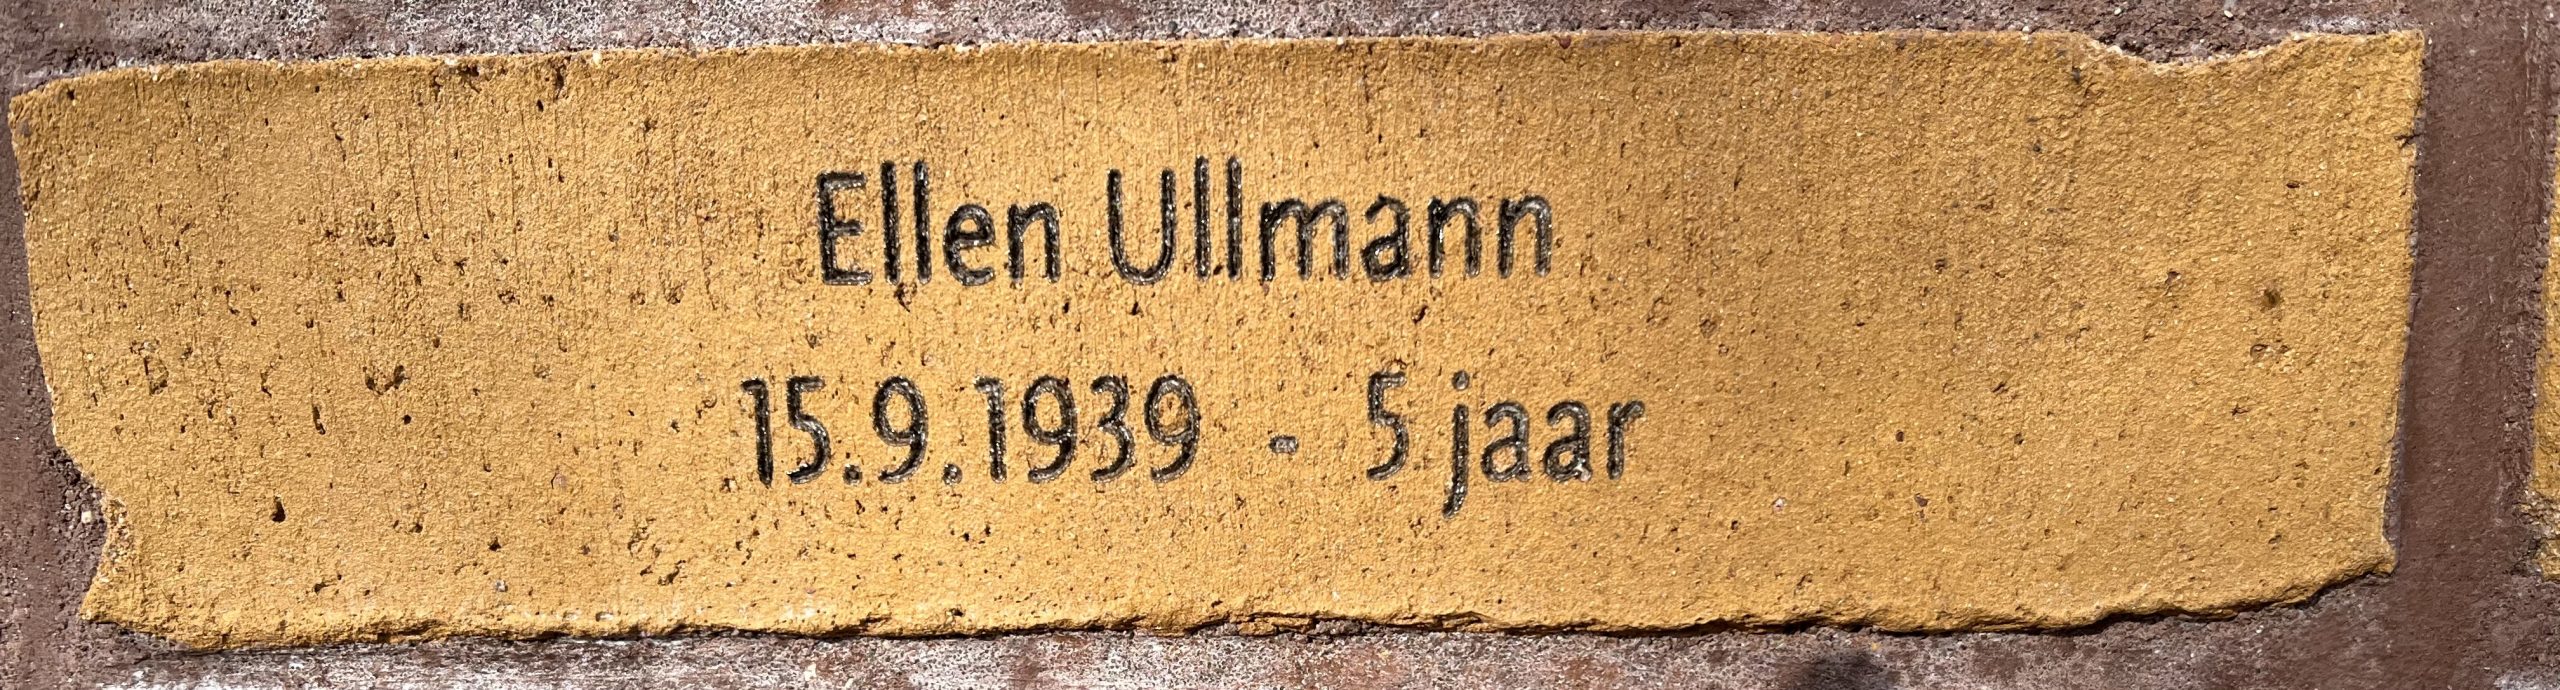 Ellen Ullmann
15.9.1939 - 5 jaar